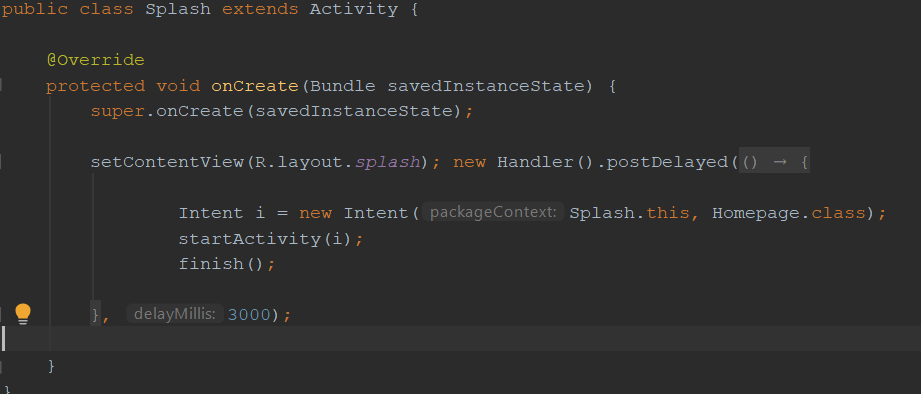 public class Splash extends Activity {
@Override
protected void onCreate(Bundle savedInstanceState) {
super.onCreate(savedInstanceState);
setContentView(R.layout.splash); new Handler().postDelayed(() → {
Intent i = new Intent( packageContext: Splash.this, Homepage.class);
startActivity(i);
finish();
}, delayMillis: 3000);
}
}